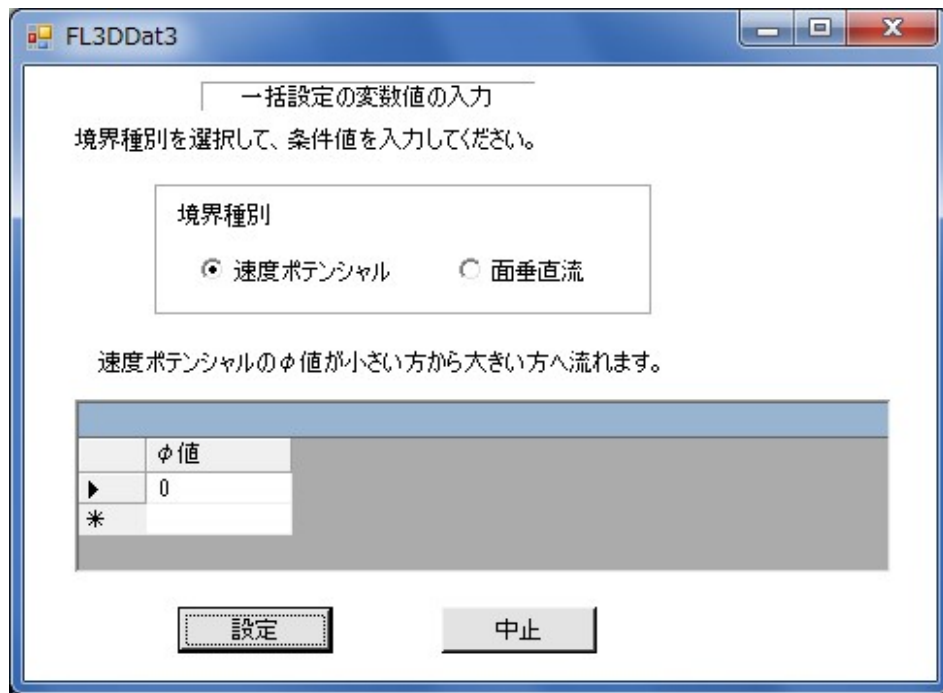 FL3DDat3
一括設定の変数値の入力
境界種別を選択して、条件値を入力してください。
境界種別
速度ポテンシャル 面垂直流
速度ポテンシャルのφ値が小さい方から大きい方へ流れます。
φ値
0
設定 中止